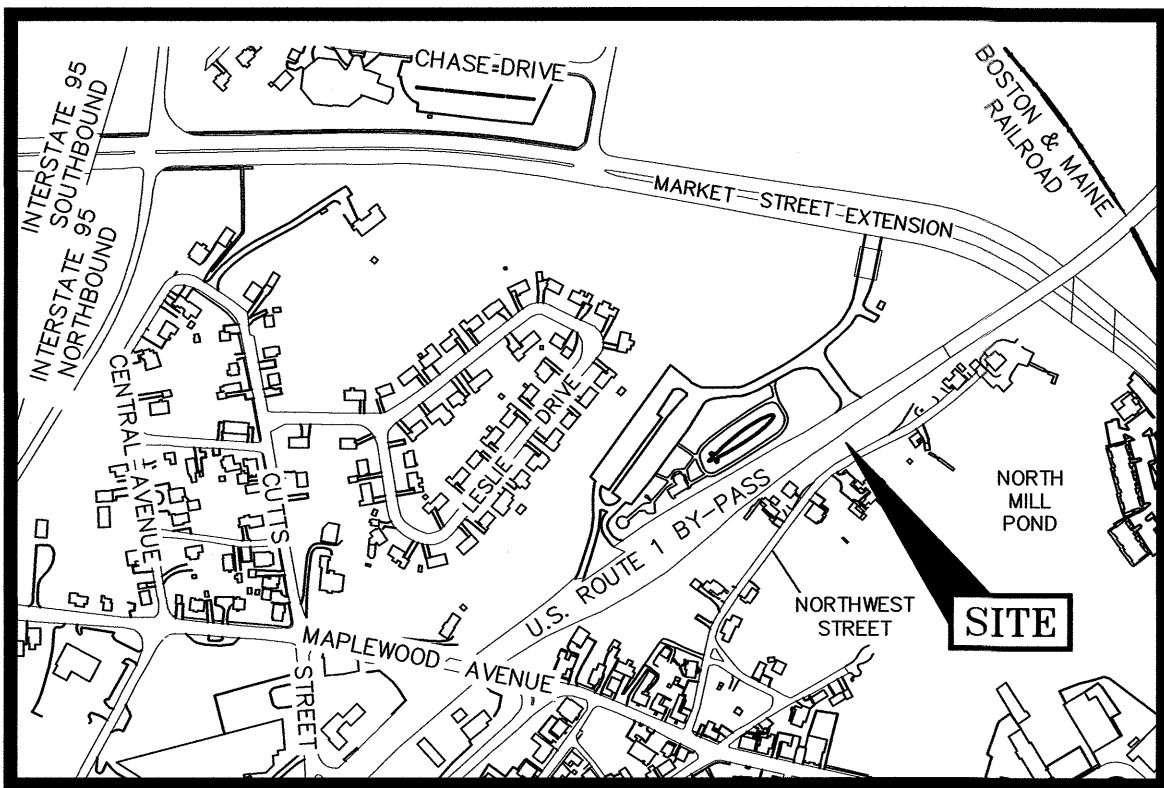 CHASE DRIVE
INTERSTATE 95
SOUTHBOUND
INTERSTATE 95
NORTHBOUND
BOSTON & MAINE
RAILROAD
MARKET STREET EXTENSION
CENTRAL AVENUE
CUTTS STREET
LESLIE DRIVE
U.S. ROUTE 1 BY-PASS
NORTH
MILL
POND
NORTHWEST
STREET
SITE
MAPLEWOOD AVENUE